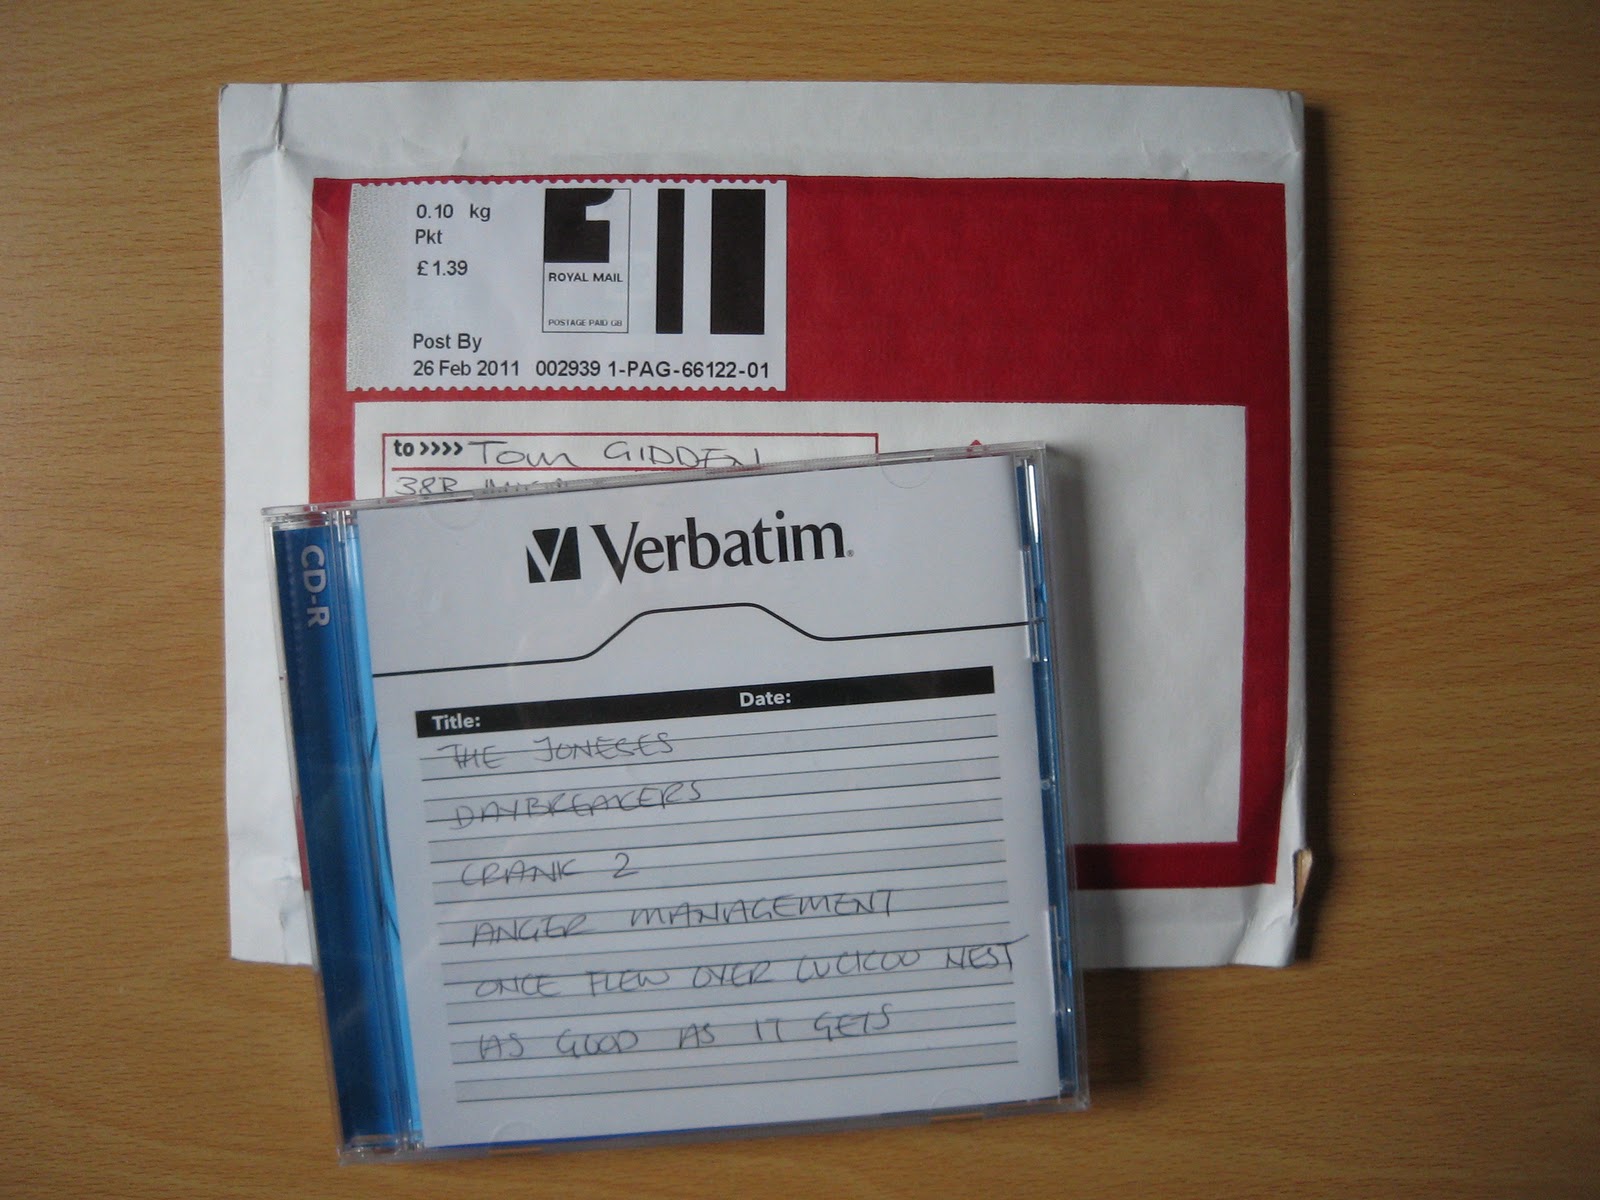 0.10 kg
Pkt
£1.39
1
ROYAL MAIL
POSTAGE PAID GB
Post By
26 Feb 2011 002939 1-PAG-66122-01
to >>>> Tom GIDDEN
38B
CD-R
Verbatim®
Title: Date:
THE JONESES
DAYBREAKERS
CRANK 2
ANGER MANAGEMENT
ONCE FLEW OVER CUCKOO NEST
AS GOOD AS IT GETS